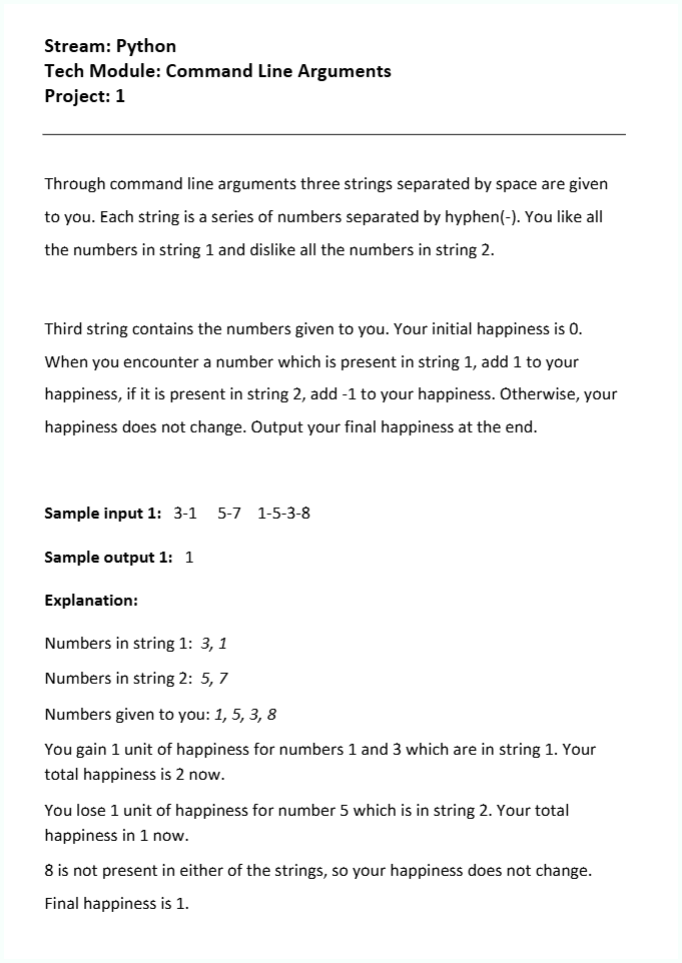 Stream: Python
Tech Module: Command Line Arguments
Project: 1
Through command line arguments three strings separated by space are given
to you. Each string is a series of numbers separated by hyphen(-). You like all
the numbers in string 1 and dislike all the numbers in string 2.
Third string contains the numbers given to you. Your initial happiness is 0.
When you encounter a number which is present in string 1, add 1 to your
happiness, if it is present in string 2, add -1 to your happiness. Otherwise, your
happiness does not change. Output your final happiness at the end.
Sample input 1: 3-1 5-7 1-5-3-8
Sample output 1: 1
Explanation:
Numbers in string 1: 3, 1
Numbers in string 2: 5, 7
Numbers given to you: 1, 5, 3, 8
You gain 1 unit of happiness for numbers 1 and 3 which are in string 1. Your
total happiness is 2 now.
You lose 1 unit of happiness for number 5 which is in string 2. Your total
happiness in 1 now.
8 is not present in either of the strings, so your happiness does not change.
Final happiness is 1.